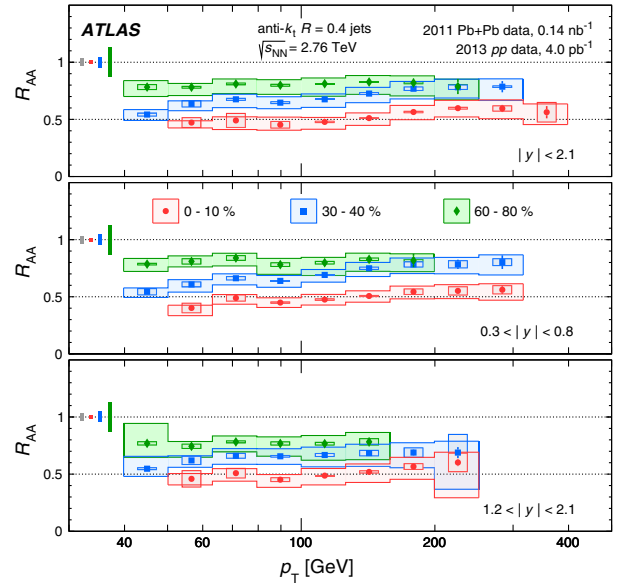 ATLAS
anti-kt R = 0.4 jets
√sNN = 2.76 TeV
2011 Pb+Pb data, 0.14 nb⁻¹
2013 pp data, 4.0 pb⁻¹
RAA
1
0.5
0
| y | < 2.1
0 - 10 %
30 - 40 %
60 - 80 %
RAA
1
0.5
0
0.3 < | y | < 0.8
RAA
1
0.5
0
1.2 < | y | < 2.1
40 60 100 200 400
pT [GeV]